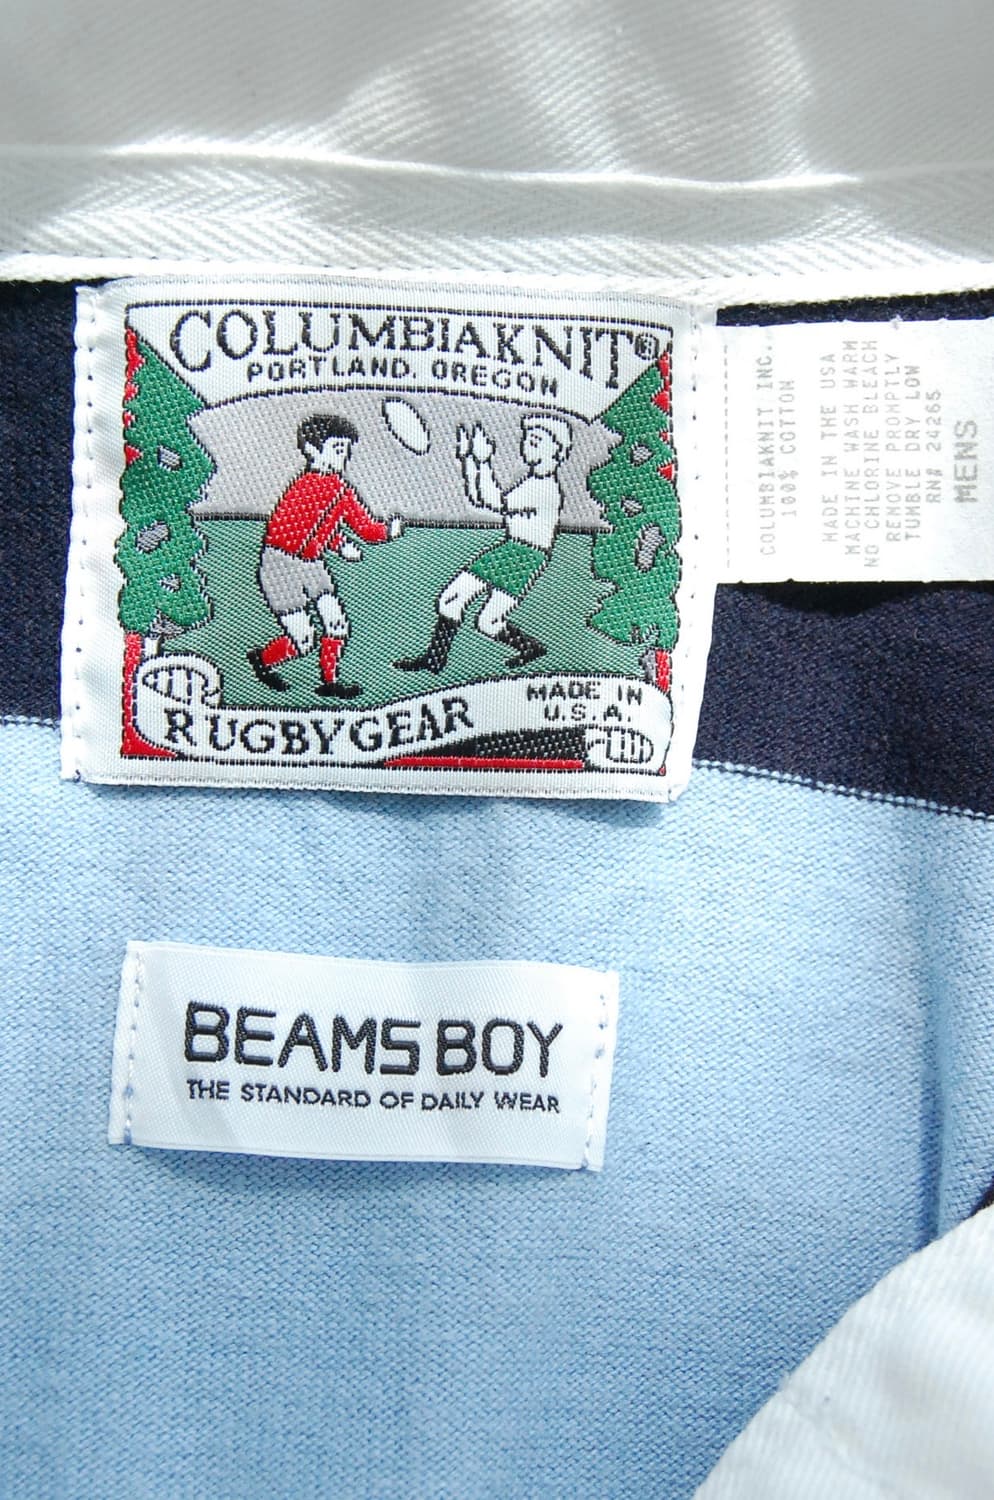 COLUMBIAKNIT®
PORTLAND, OREGON
RUGBYGEAR
MADE IN
U.S.A.
COLUMBIAKNIT INC.
100% COTTON
MADE IN THE USA
MACHINE WASH WARM
NO CHLORINE BLEACH
REMOVE PROMPTLY
TUMBLE DRY LOW
RN# 24265
MENS
BEAMS BOY
THE STANDARD OF DAILY WEAR